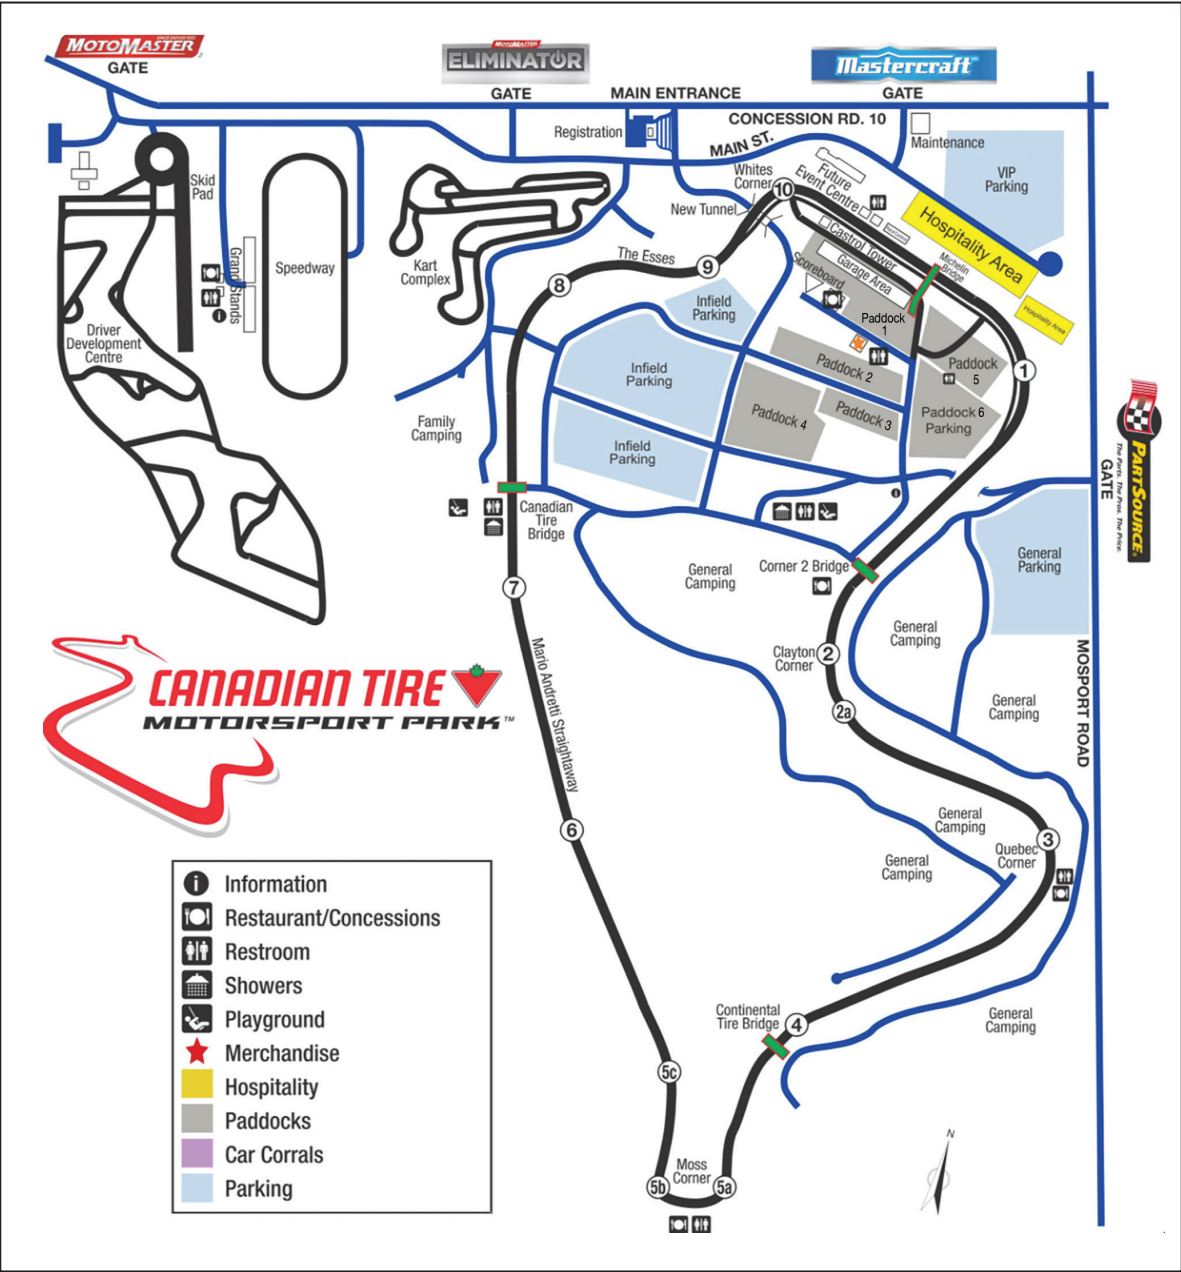 MOTOMASTER
GATE
MOTOMASTER
ELIMINATOR
GATE
MAIN ENTRANCE
Mastercraft
GATE
CONCESSION RD. 10
MAIN ST.
Registration
Maintenance
VIP
Parking
Skid
Pad
Whites
Corner
10
Future
Event Centre
New Tunnel
Hospitality Area
Castrol Tower
Michelin
Bridge
Garage Area
Scoreboard
Hospitality Area
Grand Stands
Speedway
Kart
Complex
The Esses
9
8
Driver
Development
Centre
Infield
Parking
Paddock
1
Paddock 2
Paddock
5
1
Infield
Parking
Paddock 4
Paddock 3
Paddock 6
Parking
Family
Camping
Infield
Parking
PARTSOURCE
The Parts. The Pros. The Price.
GATE
Canadian
Tire
Bridge
General
Camping
Corner 2 Bridge
General
Parking
7
General
Camping
Clayton
Corner
2
2a
General
Camping
MOSPORT ROAD
CANADIAN TIRE
MOTORSPORT PARK™
Mario Andretti Straightaway
6
General
Camping
3
Quebec
Corner
General
Camping
i Information
Restaurant/Concessions
Restroom
Showers
Playground
Merchandise
Hospitality
Paddocks
Car Corrals
Parking
Continental
Tire Bridge
4
General
Camping
5c
Moss
Corner
5b
5a
N